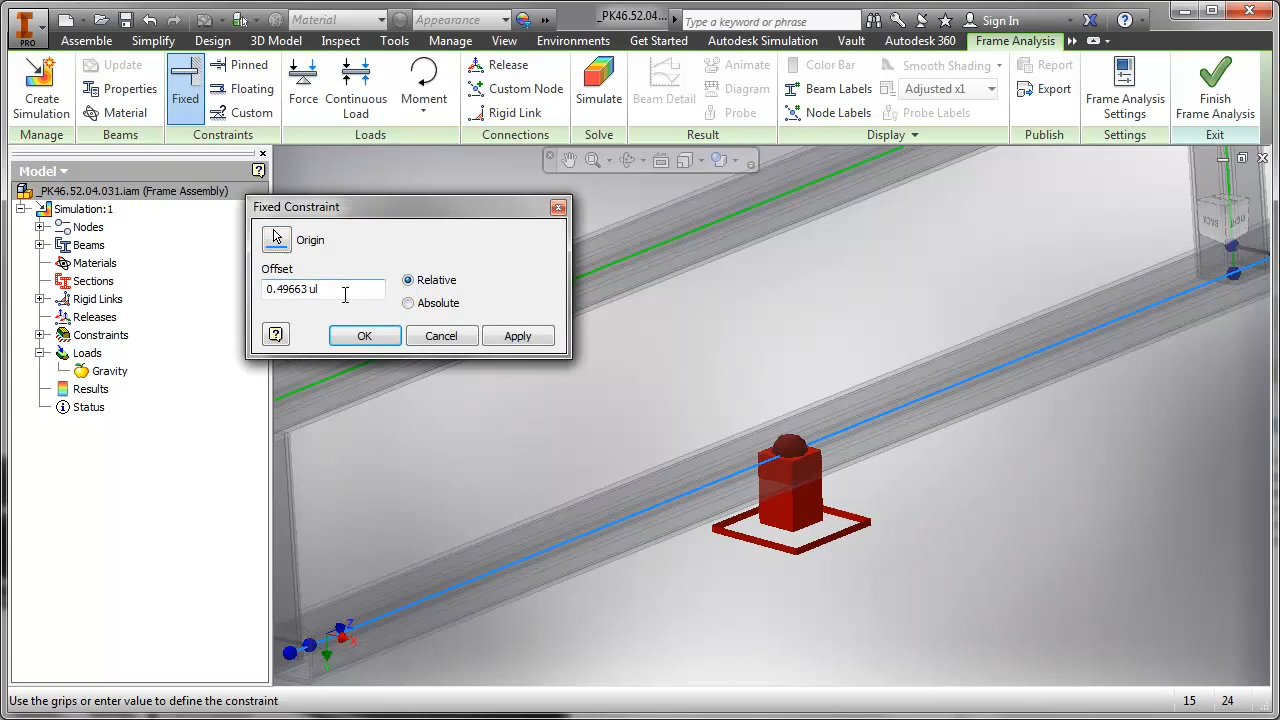 Material
Appearance
_PK46.52.04...
Type a keyword or phrase
Sign In
PRO
Assemble Simplify Design 3D Model Inspect Tools Manage View Environments Get Started Autodesk Simulation Vault Autodesk 360 Frame Analysis
Create Simulation
Update
Properties
Material
Fixed
Pinned
Floating
Custom
Force
Continuous Load
Moment
Release
Custom Node
Rigid Link
Simulate
Beam Detail
Animate
Diagram
Probe
Color Bar
Beam Labels
Node Labels
Smooth Shading
Adjusted x1
Probe Labels
Report
Export
Frame Analysis Settings
Finish Frame Analysis
Manage Beams Constraints Loads Connections Solve Result Display Publish Settings Exit
Model
_PK46.52.04.031.iam (Frame Assembly)
Simulation:1
Nodes
Beams
Materials
Sections
Rigid Links
Releases
Constraints
Loads
Gravity
Results
Status
Fixed Constraint
Origin
Offset
0.49663 ul
Relative
Absolute
OK Cancel Apply
BACK
RIGHT
Z
X
Use the grips or enter value to define the constraint
15 24